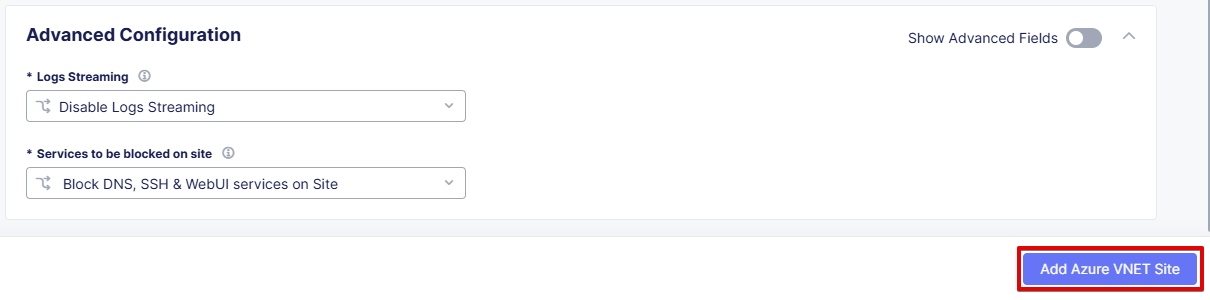 Advanced Configuration
Show Advanced Fields
* Logs Streaming
Disable Logs Streaming
* Services to be blocked on site
Block DNS, SSH & WebUI services on Site
Add Azure VNET Site